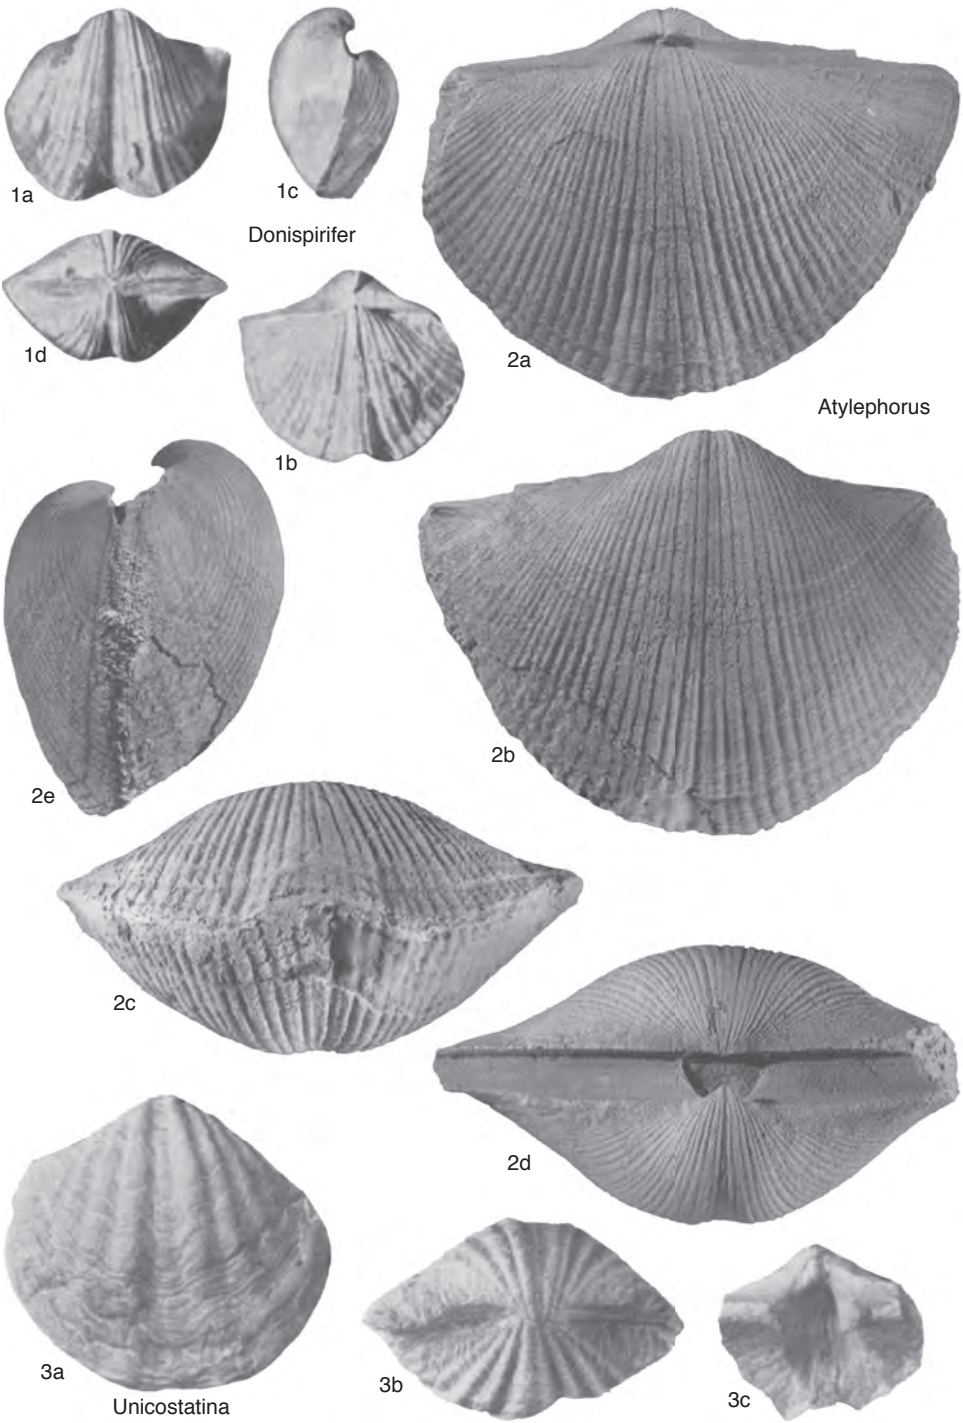 1a
1c
Donispirifer
1d
2a
Atylephorus
1b
2b
2e
2c
2d
3a
Unicostatina
3b
3c